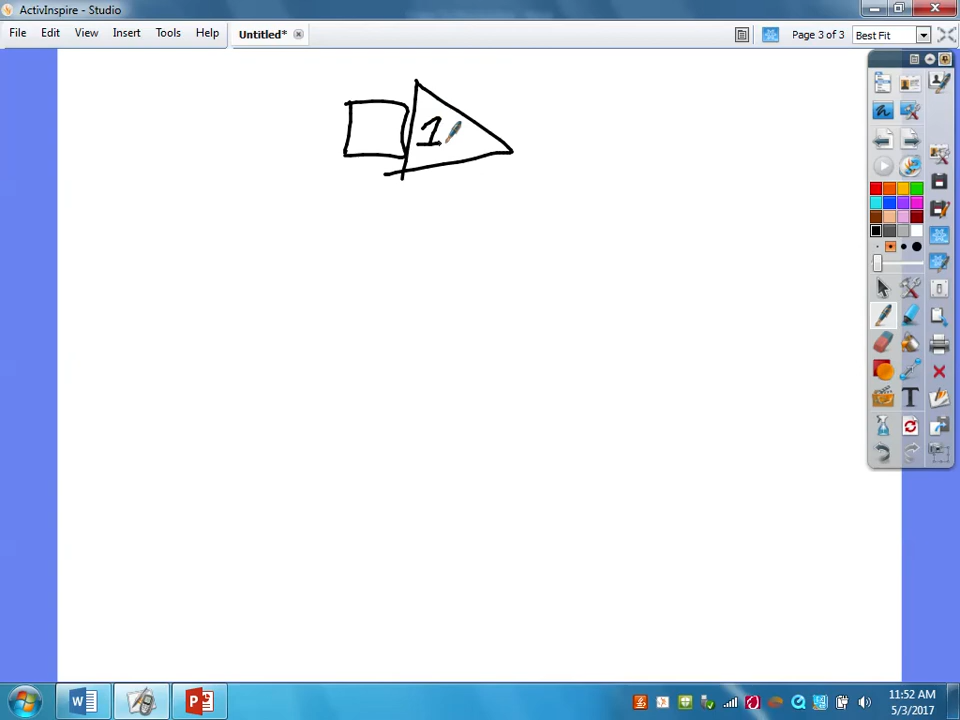 ActivInspire - Studio
File Edit View Insert Tools Help Untitled* Page 3 of 3 Best Fit
1
11:52 AM
5/3/2017